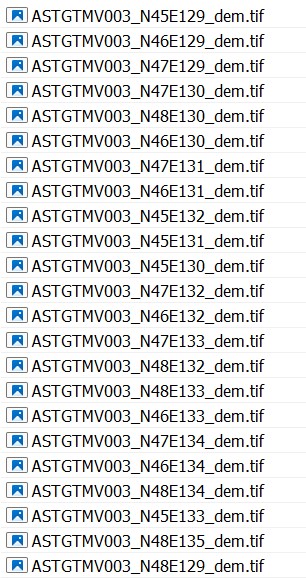 ASTGTMV003_N45E129_dem.tif
ASTGTMV003_N46E129_dem.tif
ASTGTMV003_N47E129_dem.tif
ASTGTMV003_N47E130_dem.tif
ASTGTMV003_N48E130_dem.tif
ASTGTMV003_N46E130_dem.tif
ASTGTMV003_N47E131_dem.tif
ASTGTMV003_N46E131_dem.tif
ASTGTMV003_N45E132_dem.tif
ASTGTMV003_N45E131_dem.tif
ASTGTMV003_N45E130_dem.tif
ASTGTMV003_N47E132_dem.tif
ASTGTMV003_N46E132_dem.tif
ASTGTMV003_N47E133_dem.tif
ASTGTMV003_N48E132_dem.tif
ASTGTMV003_N48E133_dem.tif
ASTGTMV003_N46E133_dem.tif
ASTGTMV003_N47E134_dem.tif
ASTGTMV003_N46E134_dem.tif
ASTGTMV003_N48E134_dem.tif
ASTGTMV003_N45E133_dem.tif
ASTGTMV003_N48E135_dem.tif
ASTGTMV003_N48E129_dem.tif